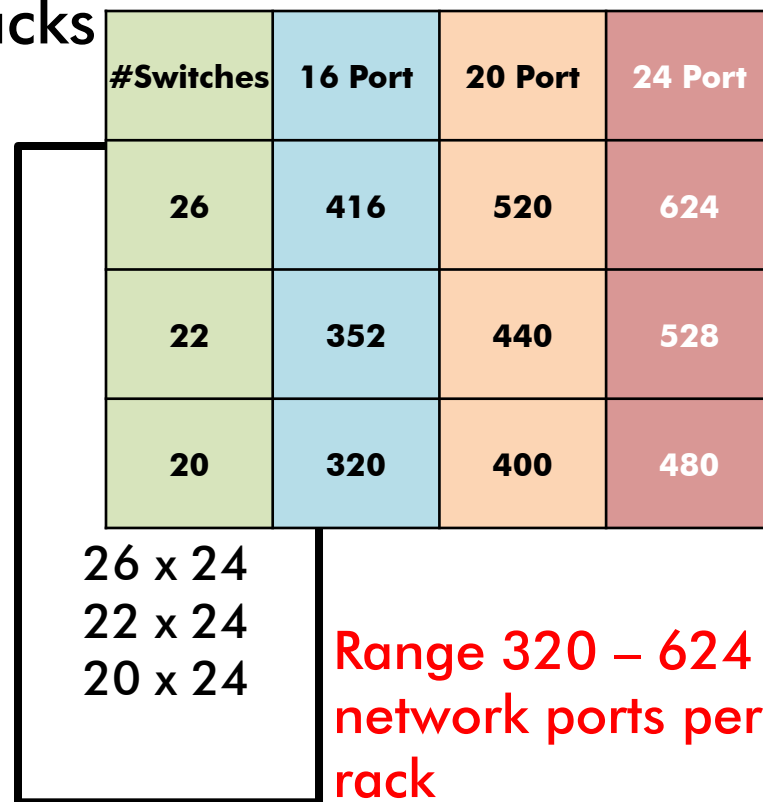 acks
#Switches 16 Port 20 Port 24 Port
26 416 520 624
22 352 440 528
20 320 400 480
26 x 24
22 x 24
20 x 24
Range 320 – 624
network ports per
rack